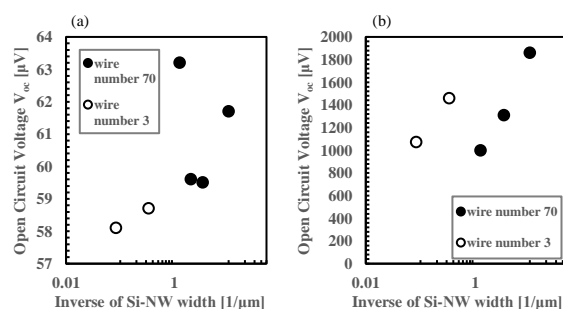 (a)
64
63
62
61
60
59
58
57
Open Circuit Voltage Voc [μV]
wire
number 70
wire
number 3
0.01
1
Inverse of Si-NW width [1/μm]
(b)
2000
1800
1600
1400
1200
1000
800
600
400
200
0
Open Circuit Voltage Voc [μV]
wire number 70
wire number 3
0.01
1
Inverse of Si-NW width [1/μm]